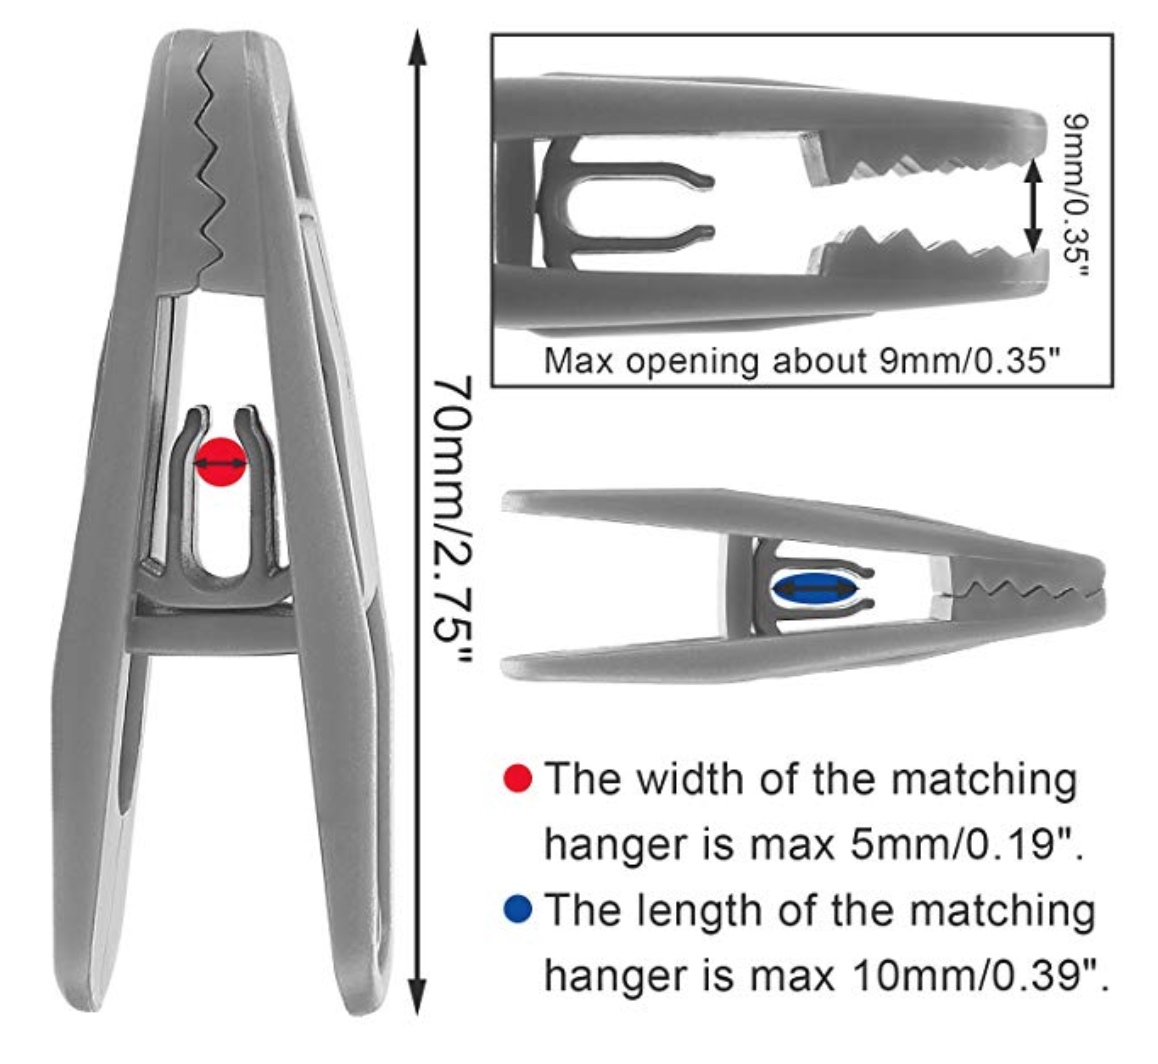 70mm/2.75"
9mm/0.35"
Max opening about 9mm/0.35"
The width of the matching
hanger is max 5mm/0.19".
The length of the matching
hanger is max 10mm/0.39".